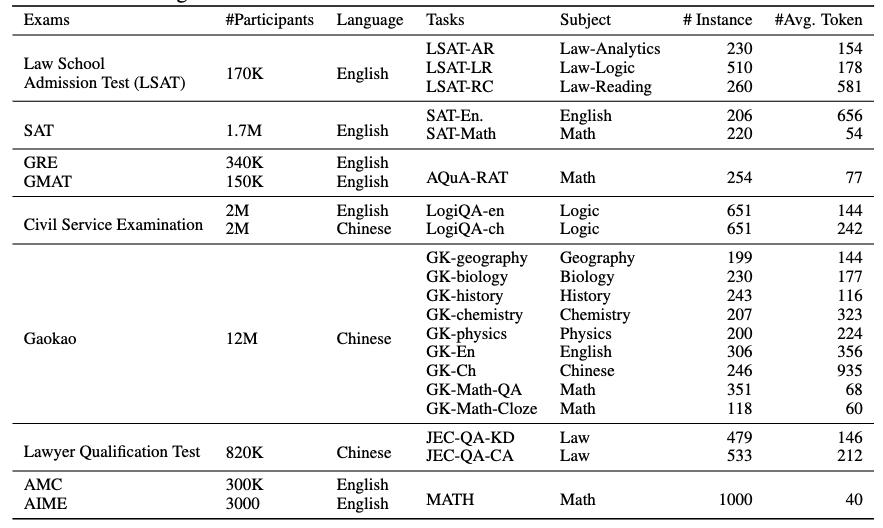 Exams #Participants Language Tasks Subject # Instance #Avg. Token
Law School Admission Test (LSAT) 170K English LSAT-AR Law-Analytics 230 154
LSAT-LR Law-Logic 510 178
LSAT-RC Law-Reading 260 581
SAT 1.7M English SAT-En. English 206 656
SAT-Math Math 220 54
GRE 340K English
GMAT 150K English AQuA-RAT Math 254 77
Civil Service Examination 2M English LogiQA-en Logic 651 144
2M Chinese LogiQA-ch Logic 651 242
Gaokao 12M Chinese GK-geography Geography 199 144
GK-biology Biology 230 177
GK-history History 243 116
GK-chemistry Chemistry 207 323
GK-physics Physics 200 224
GK-En English 306 356
GK-Ch Chinese 246 935
GK-Math-QA Math 351 68
GK-Math-Cloze Math 118 60
Lawyer Qualification Test 820K Chinese JEC-QA-KD Law 479 146
JEC-QA-CA Law 533 212
AMC 300K English
AIME 3000 English MATH Math 1000 40